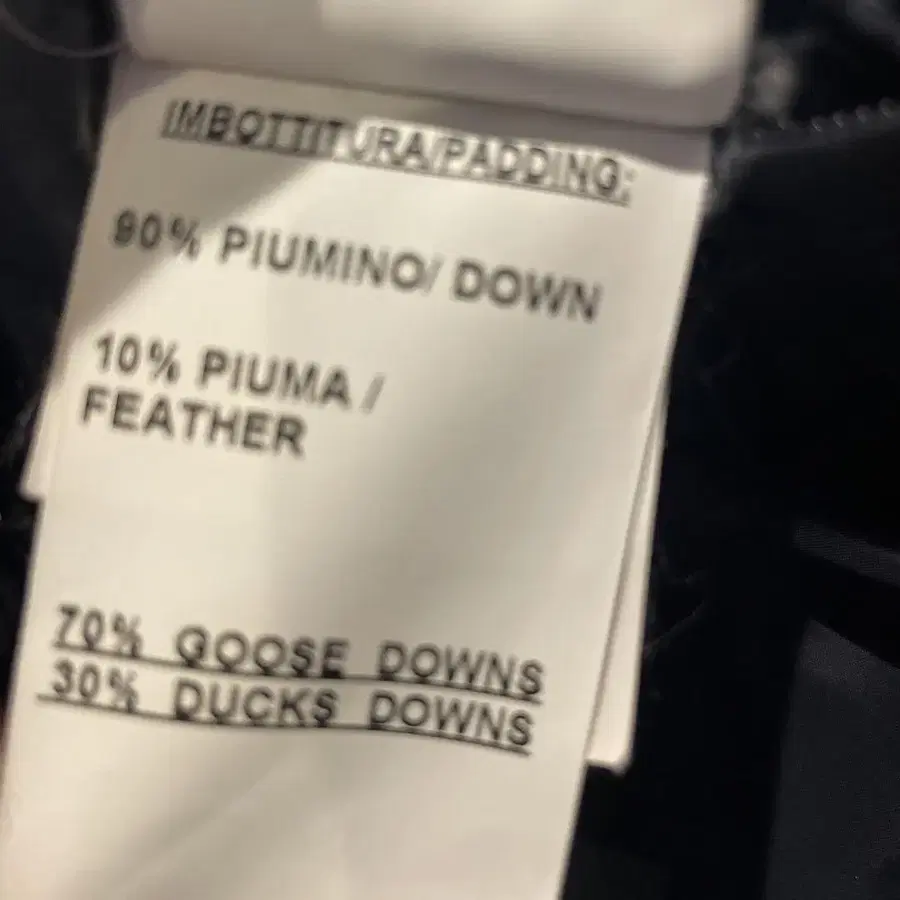 IMBOTTITURA/PADDING:
90% PIUMINO/ DOWN
10% PIUMA /
FEATHER
70% GOOSE DOWNS
30% DUCKS DOWNS